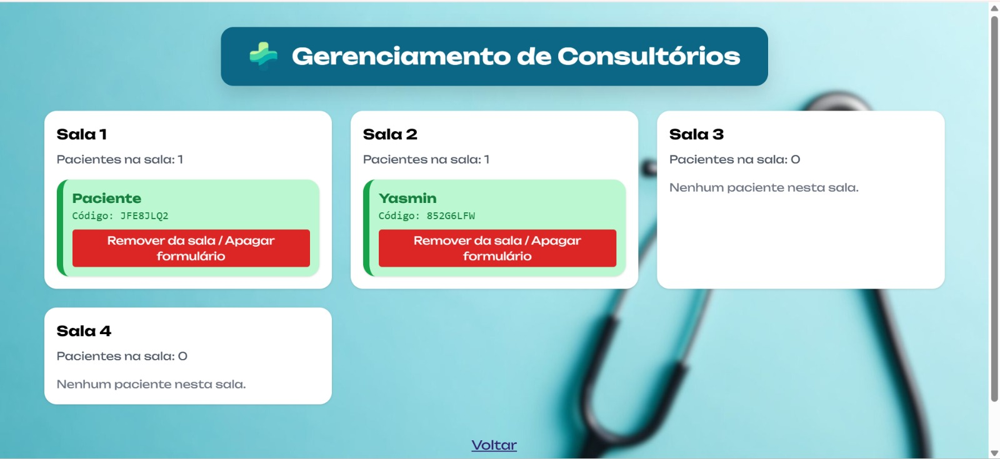 Gerenciamento de Consultórios
Sala 1
Pacientes na sala: 1
Paciente
Código: JFE8JLQ2
Remover da sala / Apagar
formulário
Sala 2
Pacientes na sala: 1
Yasmin
Código: 852G6LFW
Remover da sala / Apagar
formulário
Sala 3
Pacientes na sala: 0
Nenhum paciente nesta sala.
Sala 4
Pacientes na sala: 0
Nenhum paciente nesta sala.
Voltar